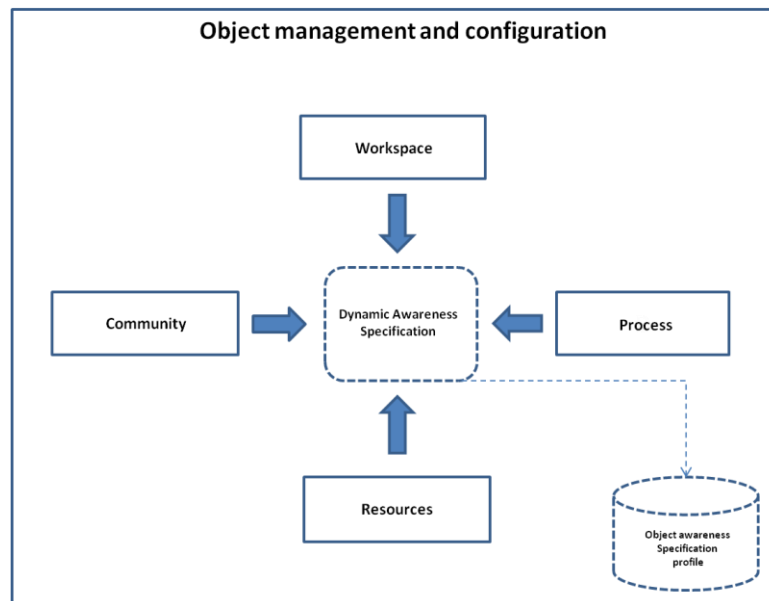 Object management and configuration
Workspace
Community
Dynamic Awareness
Specification
Process
Resources
Object awareness
Specification
profile